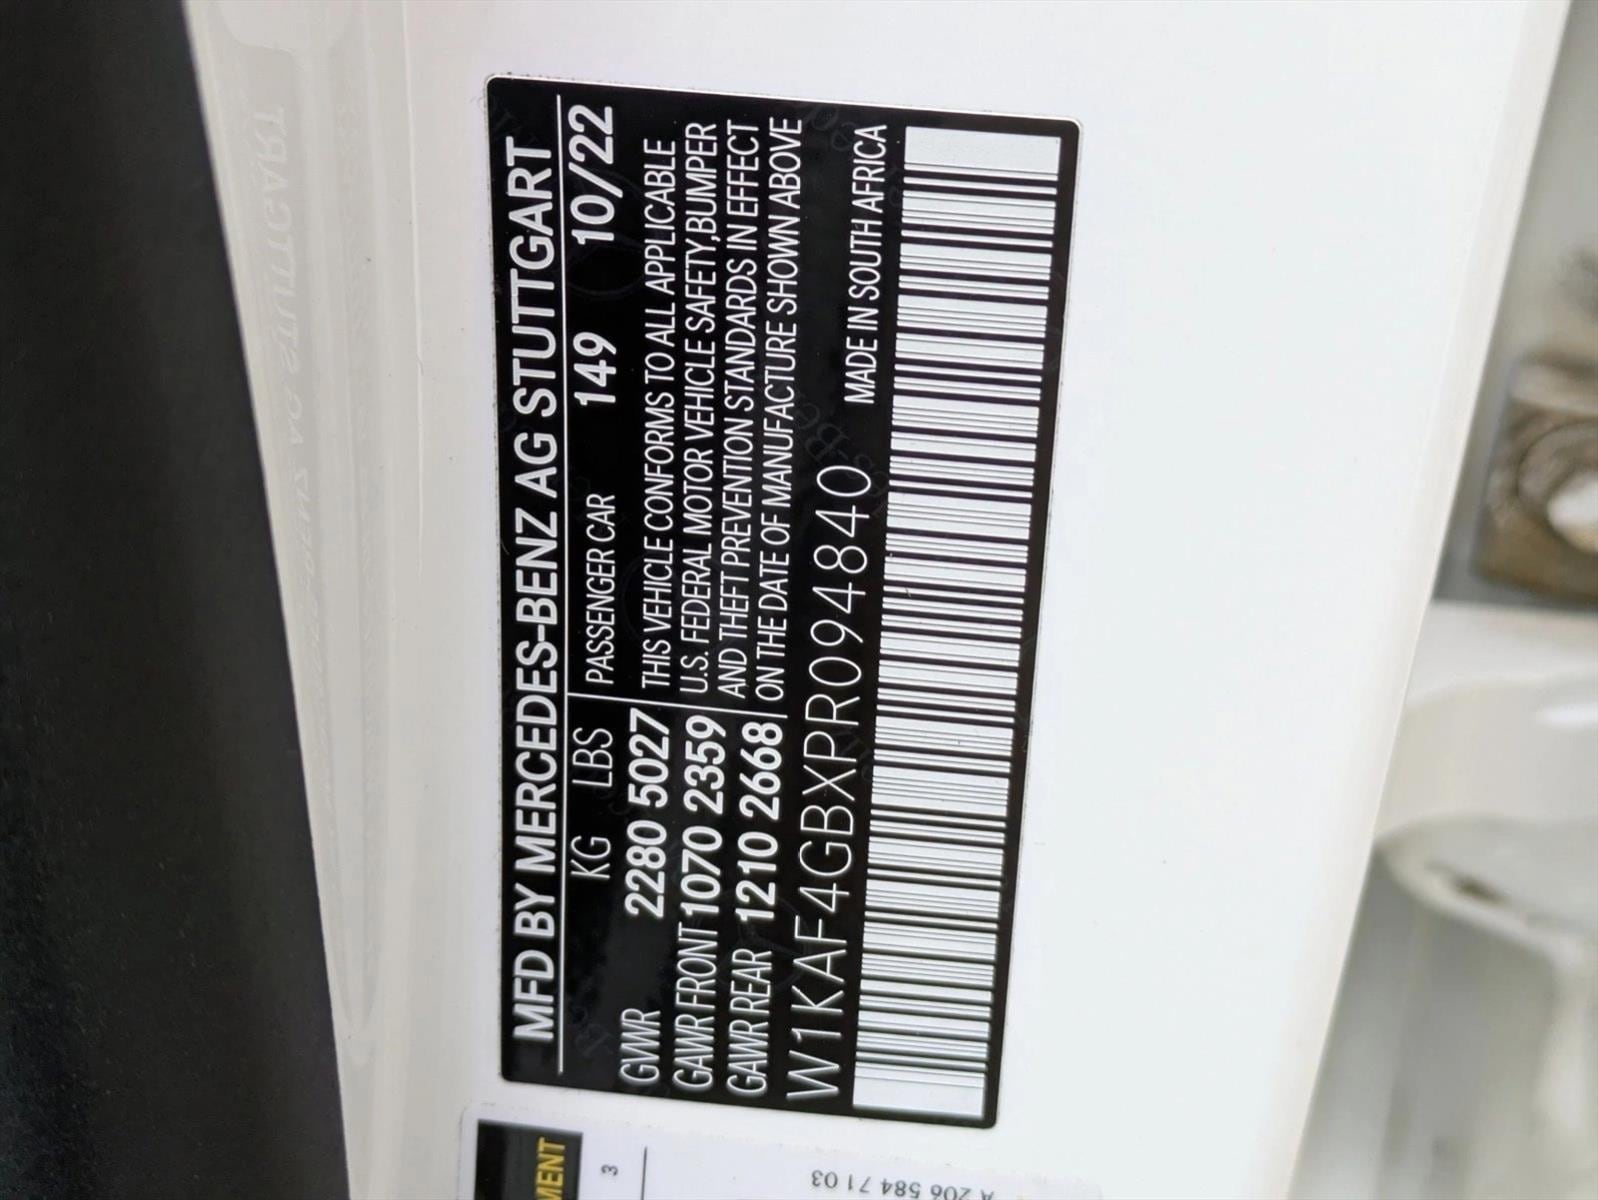 MFD BY MERCEDES-BENZ AG STUTTGART
KG LBS PASSENGER CAR 149 10/22
GVWR 2280 5027
GAWR FRONT 1070 2359
GAWR REAR 1210 2668
THIS VEHICLE CONFORMS TO ALL APPLICABLE
U.S. FEDERAL MOTOR VEHICLE SAFETY,BUMPER
AND THEFT PREVENTION STANDARDS IN EFFECT
ON THE DATE OF MANUFACTURE SHOWN ABOVE
W1KAF4GBXPR094840 MADE IN SOUTH AFRICA
3
A 206 584 71 03